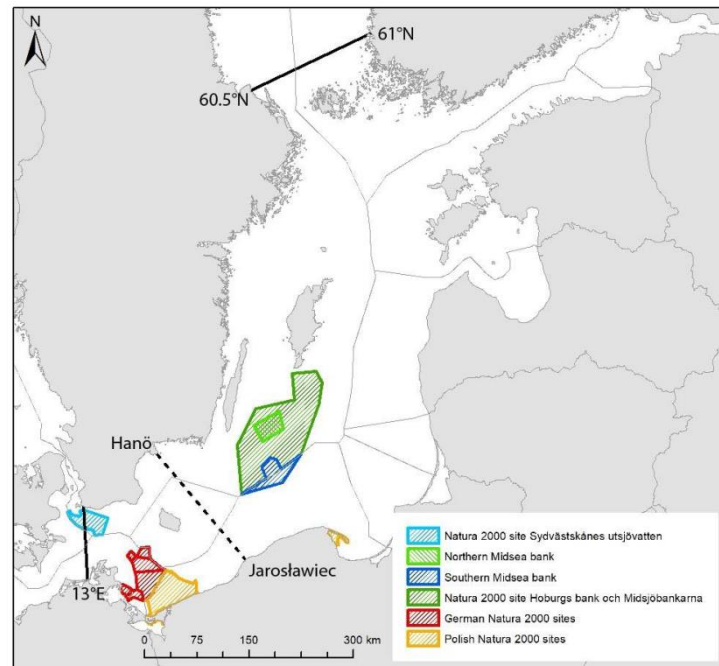 N
61°N
60.5°N
Hanö
Jarosławiec
13°E
Natura 2000 site Sydvästskånes utsjövatten
Northern Midsea bank
Southern Midsea bank
Natura 2000 site Hoburgs bank och Midsjöbankarna
German Natura 2000 sites
Polish Natura 2000 sites
0 75 150 300 km